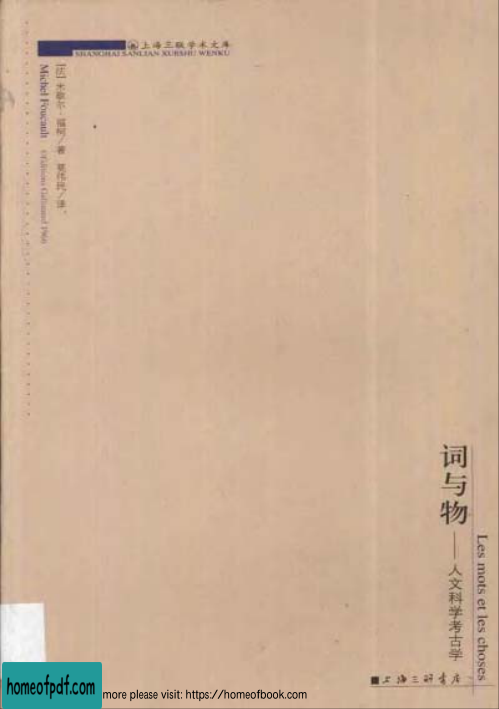 上海三联学术文库
SHANGHAI SANLIAN XUESHU WENKU
[法]米歇尔·福柯/著 莫伟民/译
Michel Foucault ©Editions Gallimard 1966
词与物
——人文科学考古学
Les mots et les choses
上海三联书店
homeofpdf.com
more please visit: https://homeofbook.com